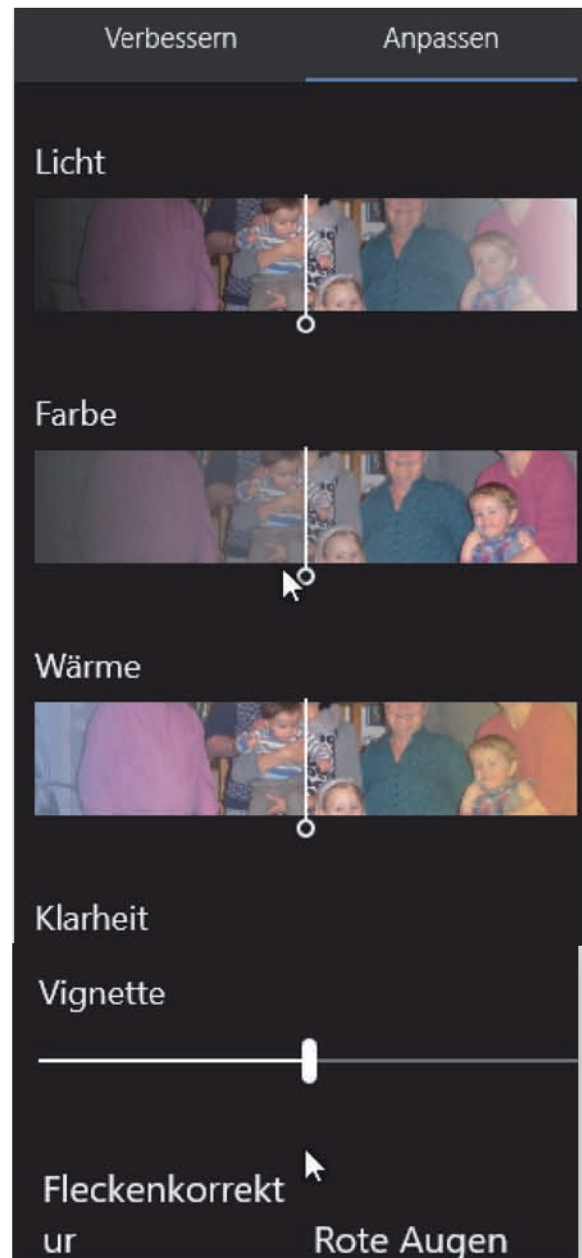 Verbessern Anpassen
Licht
Farbe
Wärme
Klarheit
Vignette
Fleckenkorrekt
ur Rote Augen